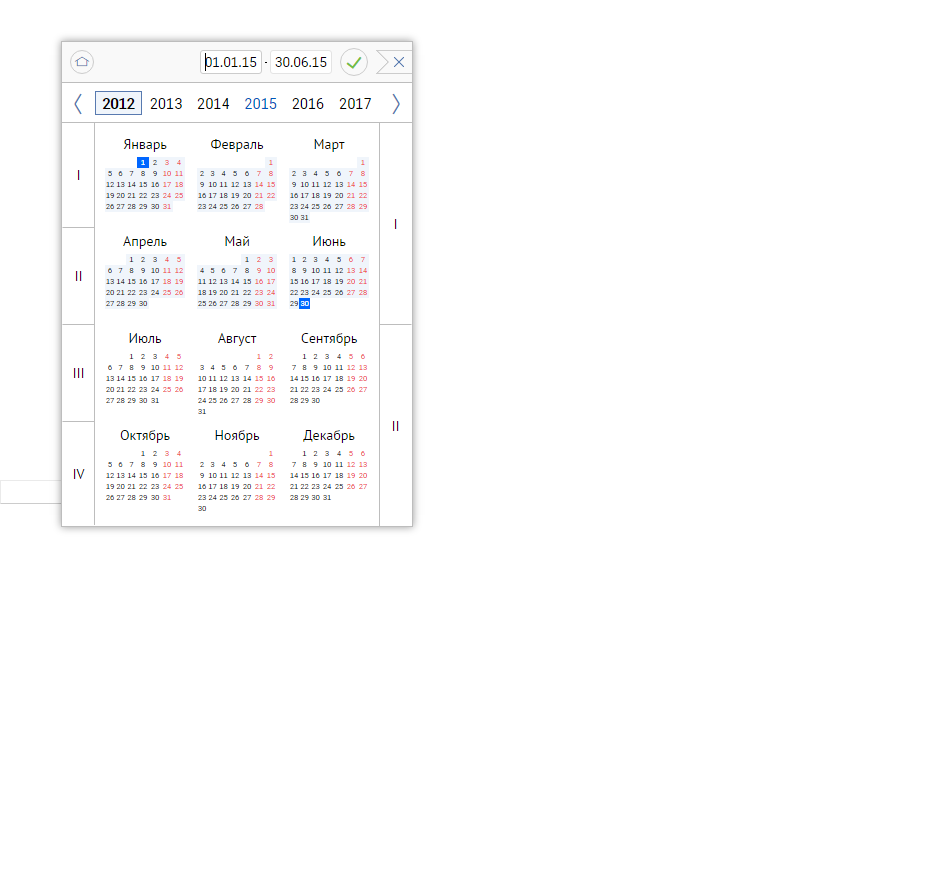 01.01.15 - 30.06.15
2012 2013 2014 2015 2016 2017
I
II
III
IV
Январь Февраль Март
1 2 3 4 1 1
5 6 7 8 9 10 11 2 3 4 5 6 7 8 2 3 4 5 6 7 8
12 13 14 15 16 17 18 9 10 11 12 13 14 15 9 10 11 12 13 14 15
19 20 21 22 23 24 25 16 17 18 19 20 21 22 16 17 18 19 20 21 22
26 27 28 29 30 31 23 24 25 26 27 28 23 24 25 26 27 28 29
30 31
Апрель Май Июнь
1 2 3 4 5 1 2 3 1 2 3 4 5 6 7
6 7 8 9 10 11 12 4 5 6 7 8 9 10 8 9 10 11 12 13 14
13 14 15 16 17 18 19 11 12 13 14 15 16 17 15 16 17 18 19 20 21
20 21 22 23 24 25 26 18 19 20 21 22 23 24 22 23 24 25 26 27 28
27 28 29 30 25 26 27 28 29 30 31 29 30
Июль Август Сентябрь
1 2 3 4 5 1 2 1 2 3 4 5 6
6 7 8 9 10 11 12 3 4 5 6 7 8 9 7 8 9 10 11 12 13
13 14 15 16 17 18 19 10 11 12 13 14 15 16 14 15 16 17 18 19 20
20 21 22 23 24 25 26 17 18 19 20 21 22 23 21 22 23 24 25 26 27
27 28 29 30 31 24 25 26 27 28 29 30 28 29 30
31
Октябрь Ноябрь Декабрь
1 2 3 4 1 1 2 3 4 5 6
5 6 7 8 9 10 11 2 3 4 5 6 7 8 7 8 9 10 11 12 13
12 13 14 15 16 17 18 9 10 11 12 13 14 15 14 15 16 17 18 19 20
19 20 21 22 23 24 25 16 17 18 19 20 21 22 21 22 23 24 25 26 27
26 27 28 29 30 31 23 24 25 26 27 28 29 28 29 30 31
30
I
II